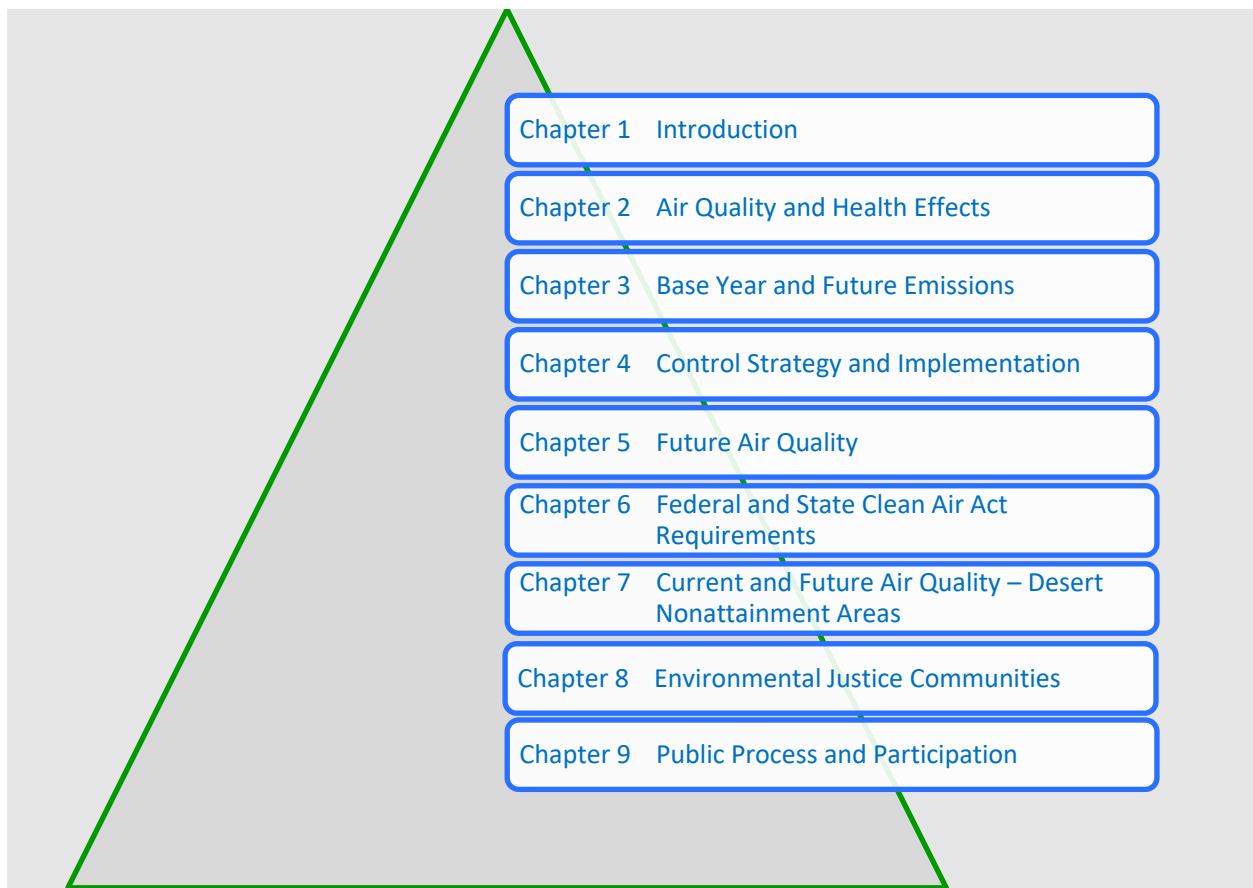 Chapter 1 Introduction
Chapter 2 Air Quality and Health Effects
Chapter 3 Base Year and Future Emissions
Chapter 4 Control Strategy and Implementation
Chapter 5 Future Air Quality
Chapter 6 Federal and State Clean Air Act
Requirements
Chapter 7 Current and Future Air Quality – Desert
Nonattainment Areas
Chapter 8 Environmental Justice Communities
Chapter 9 Public Process and Participation